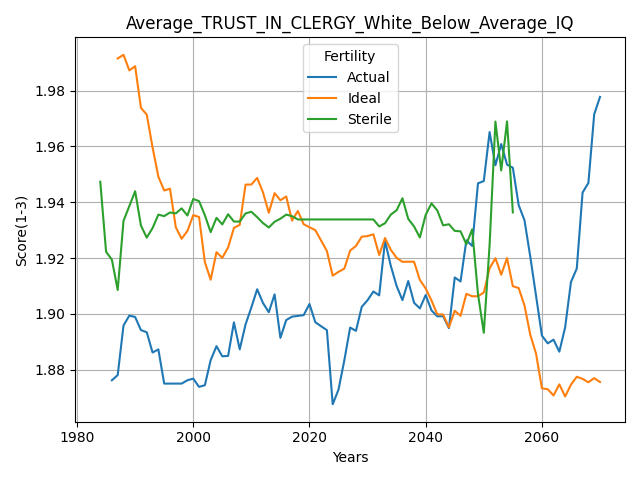 Average_TRUST_IN_CLERGY_White_Below_Average_IQ
Fertility
Actual
Ideal
Sterile
Score(1-3)
1.98
1.96
1.94
1.92
1.90
1.88
1980
2000
2020
2040
2060
Years